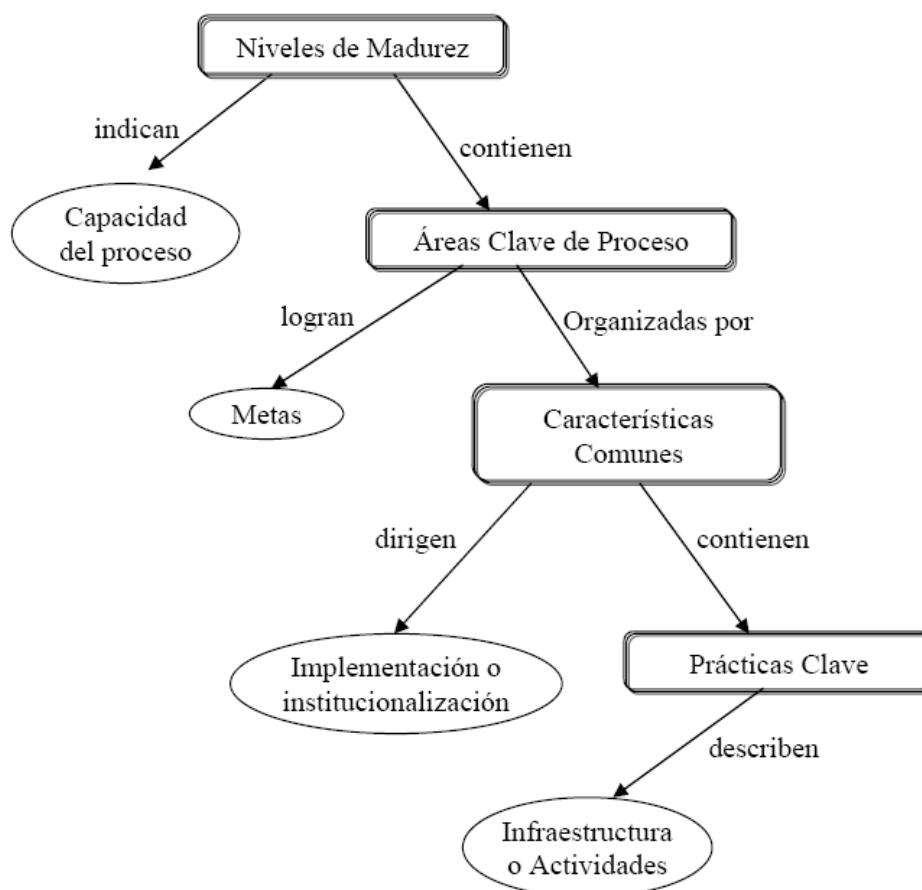 Niveles de Madurez
indican
contienen
Capacidad
del proceso
Áreas Clave de Proceso
logran
Organizadas por
Metas
Característícas
Comunes
dirigen
contienen
Implementación o
institucionalización
Prácticas Clave
describen
Infraestructura
o Actividades